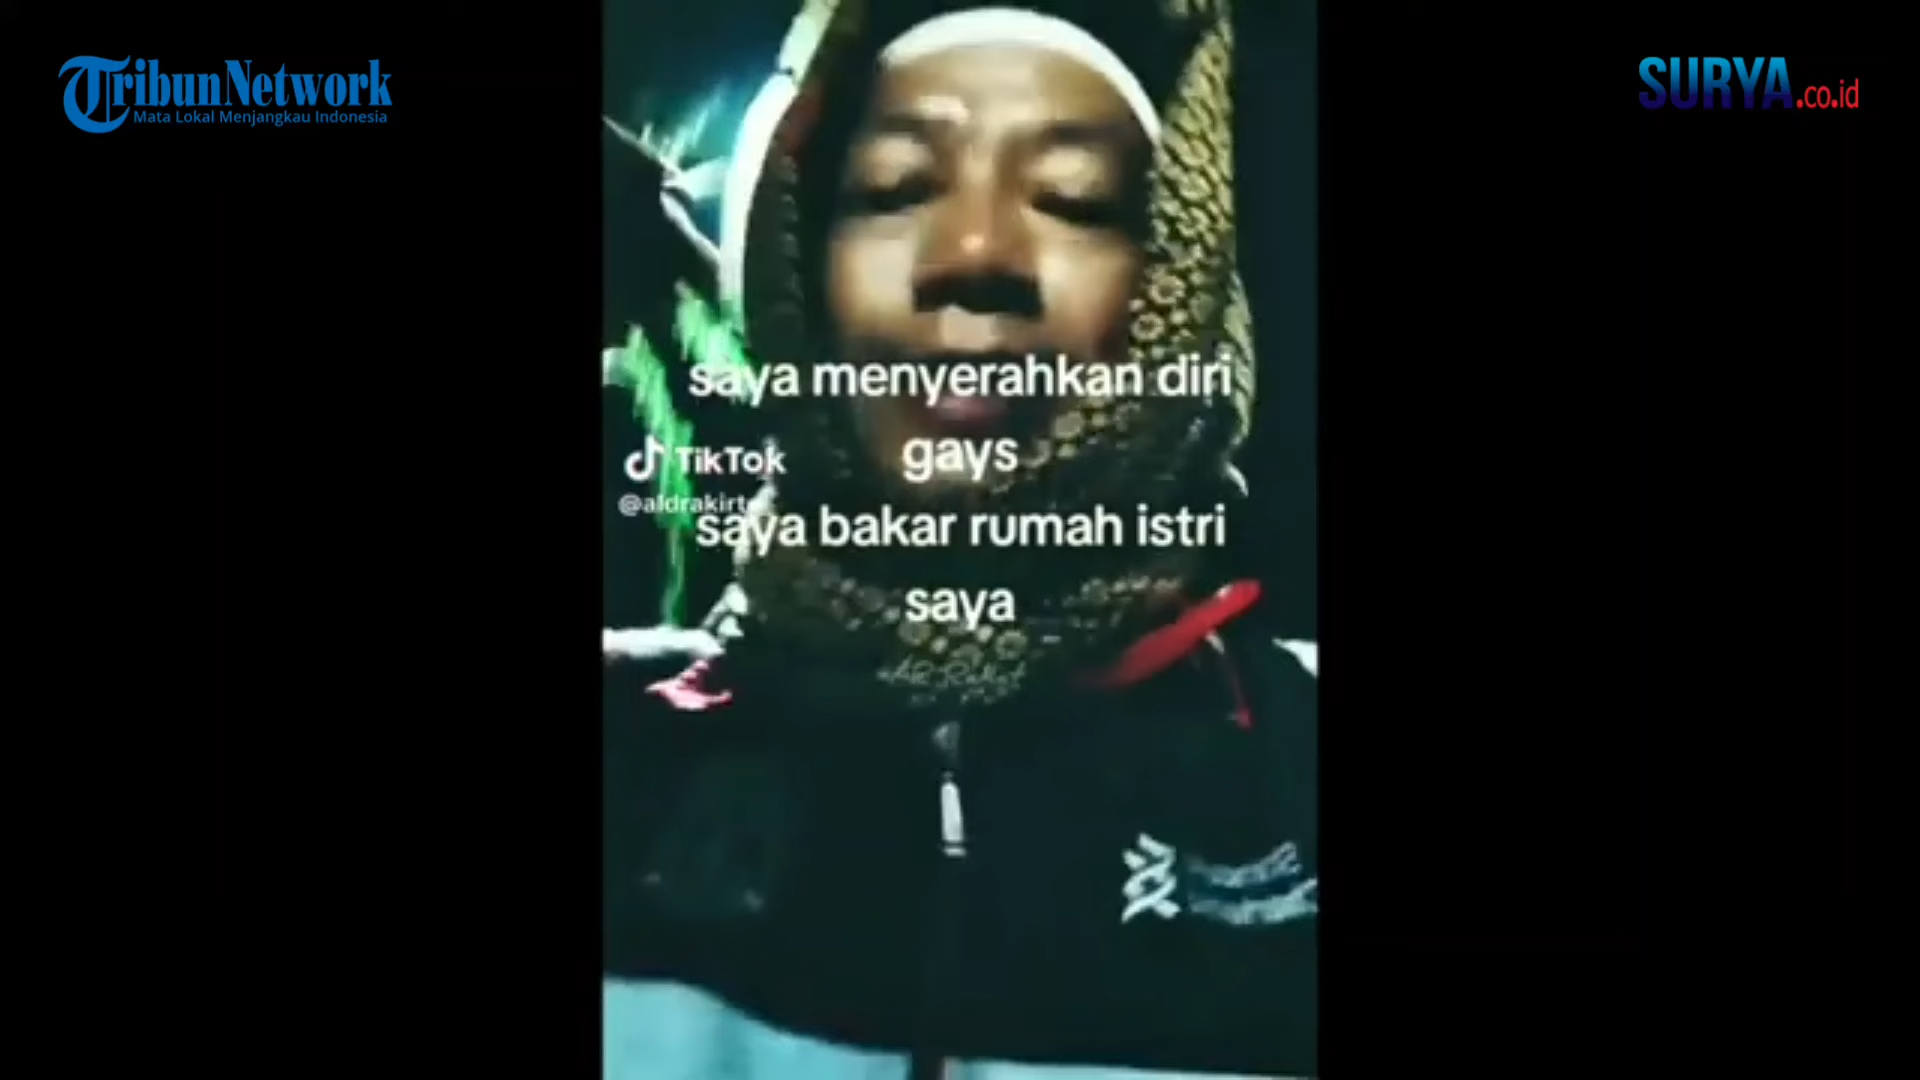 TribunNetwork
Mata Lokal Menjangkau Indonesia
SURYA.co.id
saya menyerahkan diri
gays
TikTok
saya bakar rumah istri
saya